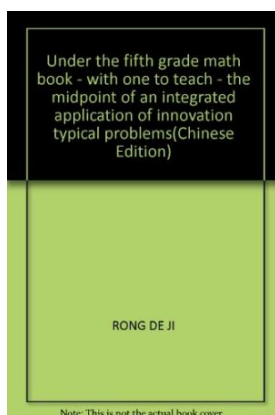 Under the fifth grade math
book - with one to teach - the
midpoint of an integrated
application of innovation
typical problems(Chinese
Edition)
RONG DE JI
Note: This is not the actual book cover